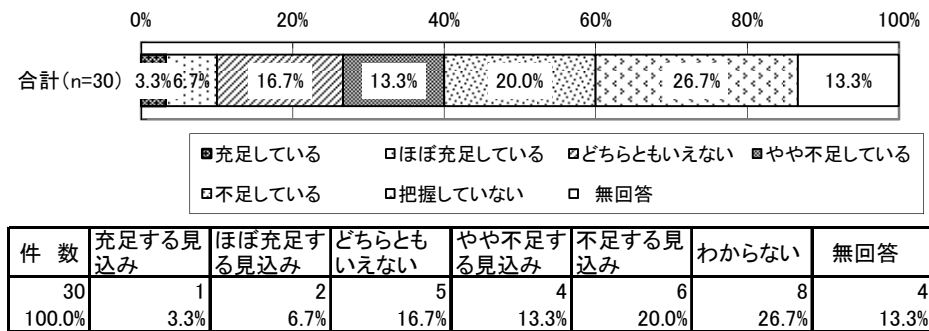 0% 20% 40% 60% 80% 100%
合計(n=30) 3.3% 6.7% 16.7% 13.3% 20.0% 26.7% 13.3%
充足している ほぼ充足している どちらともいえない やや不足している
不足している 把握していない 無回答
件 数 充足する見込み ほぼ充足する見込み どちらともいえない やや不足する見込み 不足する見込み わからない 無回答
30 1 2 5 4 6 8 4
100.0% 3.3% 6.7% 16.7% 13.3% 20.0% 26.7% 13.3%